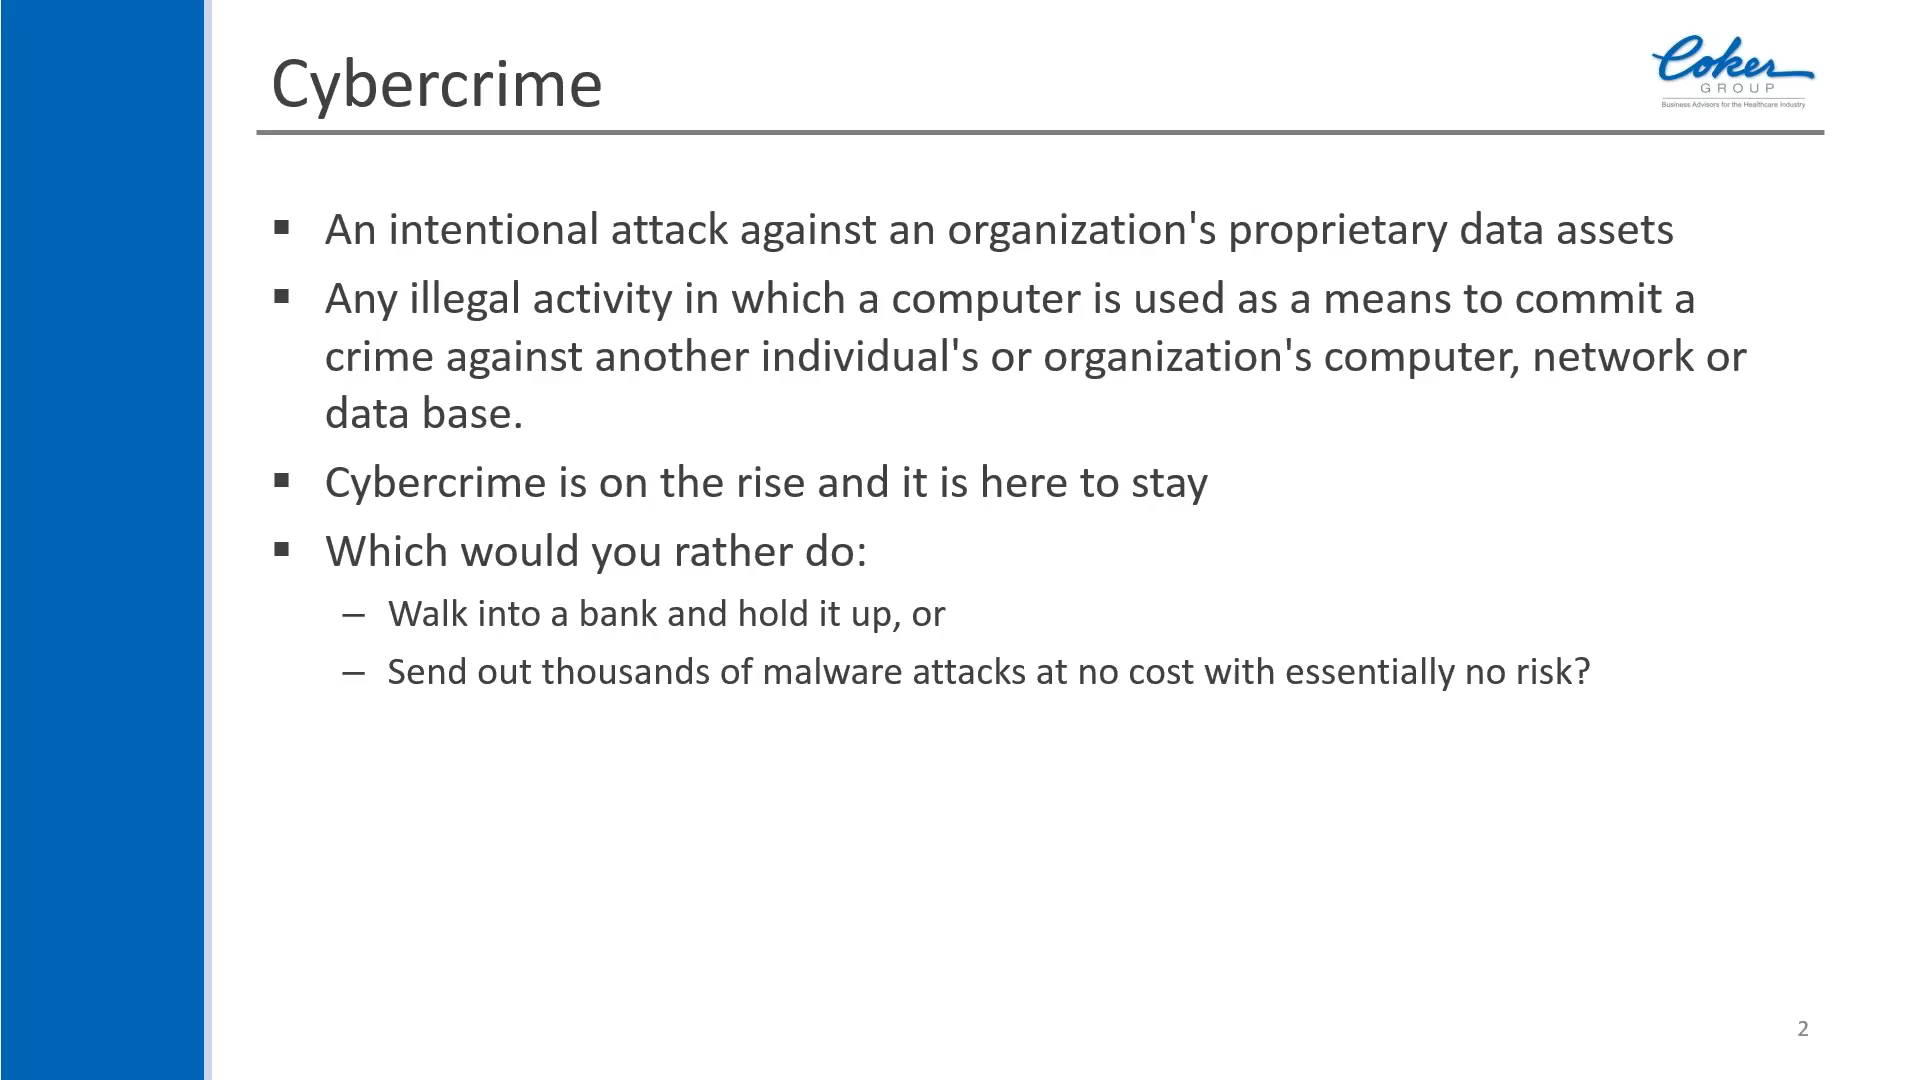 Cybercrime
Coker
GROUP
Business Advisors for the Healthcare Industry
▪ An intentional attack against an organization's proprietary data assets
▪ Any illegal activity in which a computer is used as a means to commit a
crime against another individual's or organization's computer, network or
data base.
▪ Cybercrime is on the rise and it is here to stay
▪ Which would you rather do:
– Walk into a bank and hold it up, or
– Send out thousands of malware attacks at no cost with essentially no risk?
2